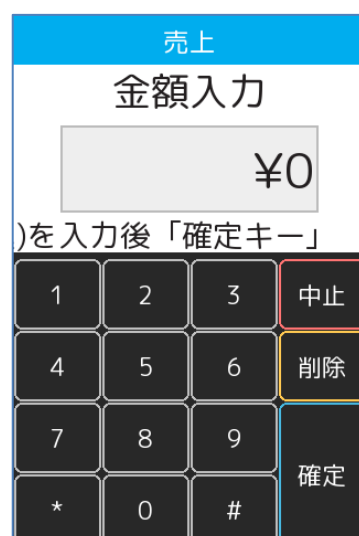 売上
金額入力
¥0
)を入力後「確定キー」
1 2 3 中止
4 5 6 削除
7 8 9
確定
* 0 #